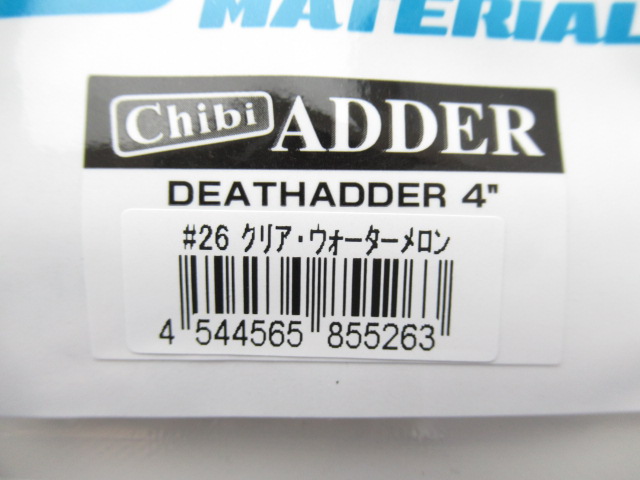 MATERIAL
Chibi ADDER
DEATHADDER 4"
#26 クリア・ウォーターメロン
4 544565 855263